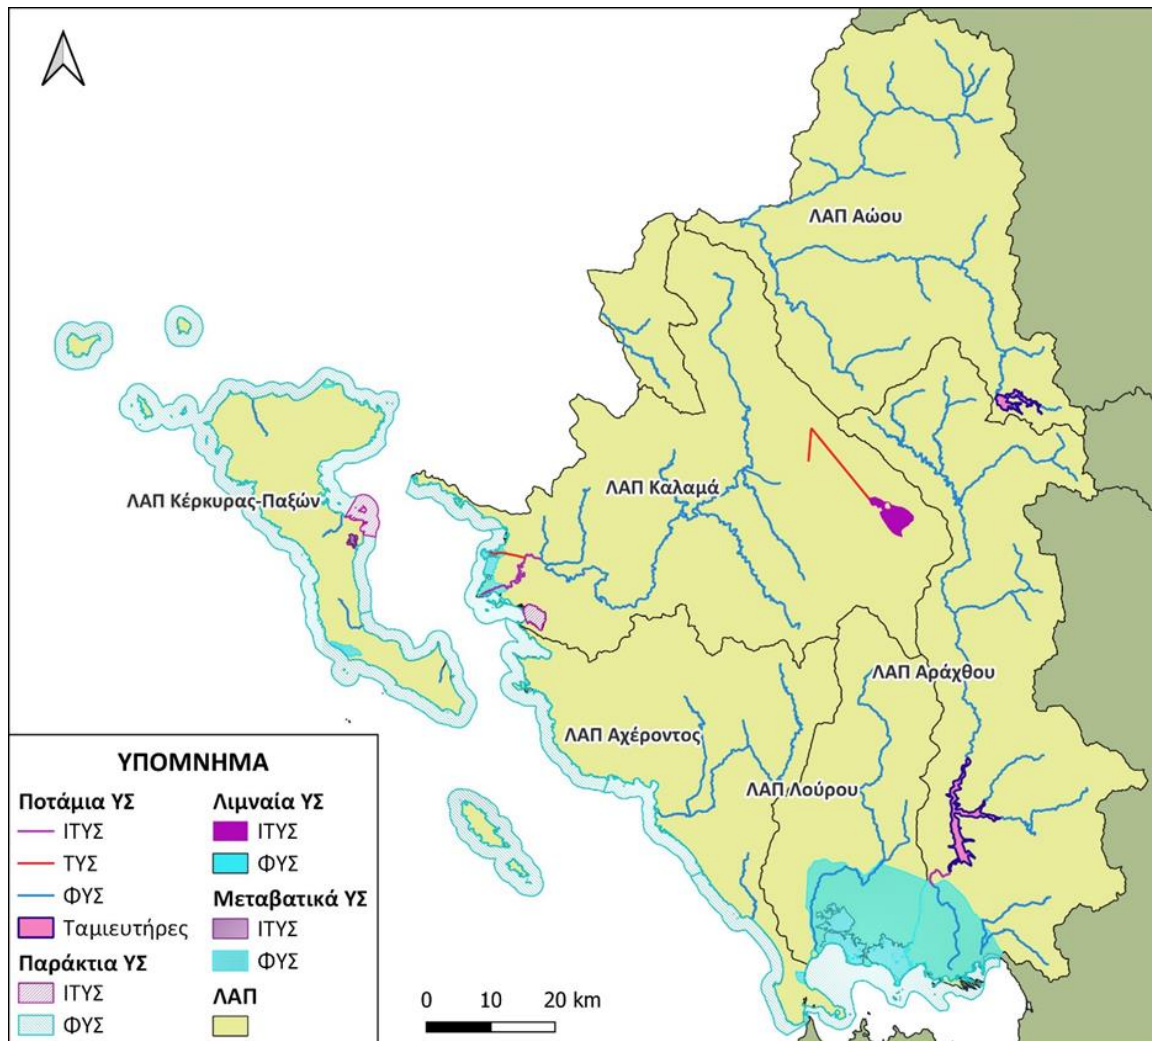 ΛΑΠ Αώου
ΛΑΠ Κέρκυρας-Παξών
ΛΑΠ Καλαμά
ΛΑΠ Αράχθου
ΛΑΠ Αχέροντος
ΛΑΠ Λούρου
ΥΠΟΜΝΗΜΑ
Ποτάμια ΥΣ
ΙΤΥΣ
ΤΥΣ
ΦΥΣ
Ταμιευτήρες
Παράκτια ΥΣ
ΙΤΥΣ
ΦΥΣ
Λιμναία ΥΣ
ΙΤΥΣ
ΦΥΣ
Μεταβατικά ΥΣ
ΙΤΥΣ
ΦΥΣ
ΛΑΠ
0 10 20 km